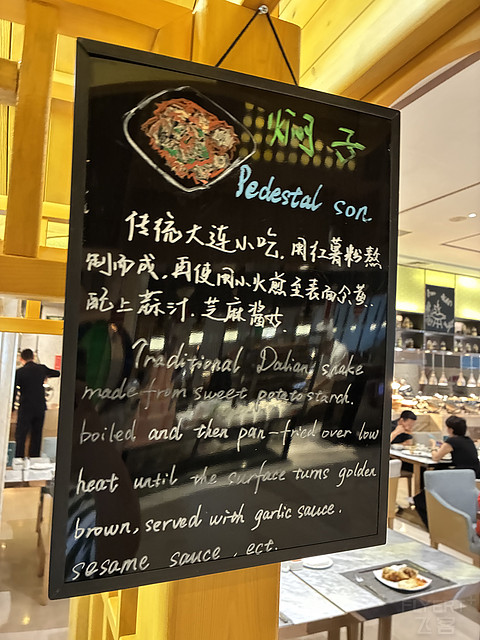 焖子
Pedestal son.
传统大连小吃.用红薯粉熬
制而成.再使用小火煎至表面金黄.
配上蒜汁.芝麻酱等.
Traditional Dalian snake
made from sweet potato starch.
boiled and then pan-fried over low
heat until the surface turns golden
brown, served with garlic sauce.
sesame sauce, ect.